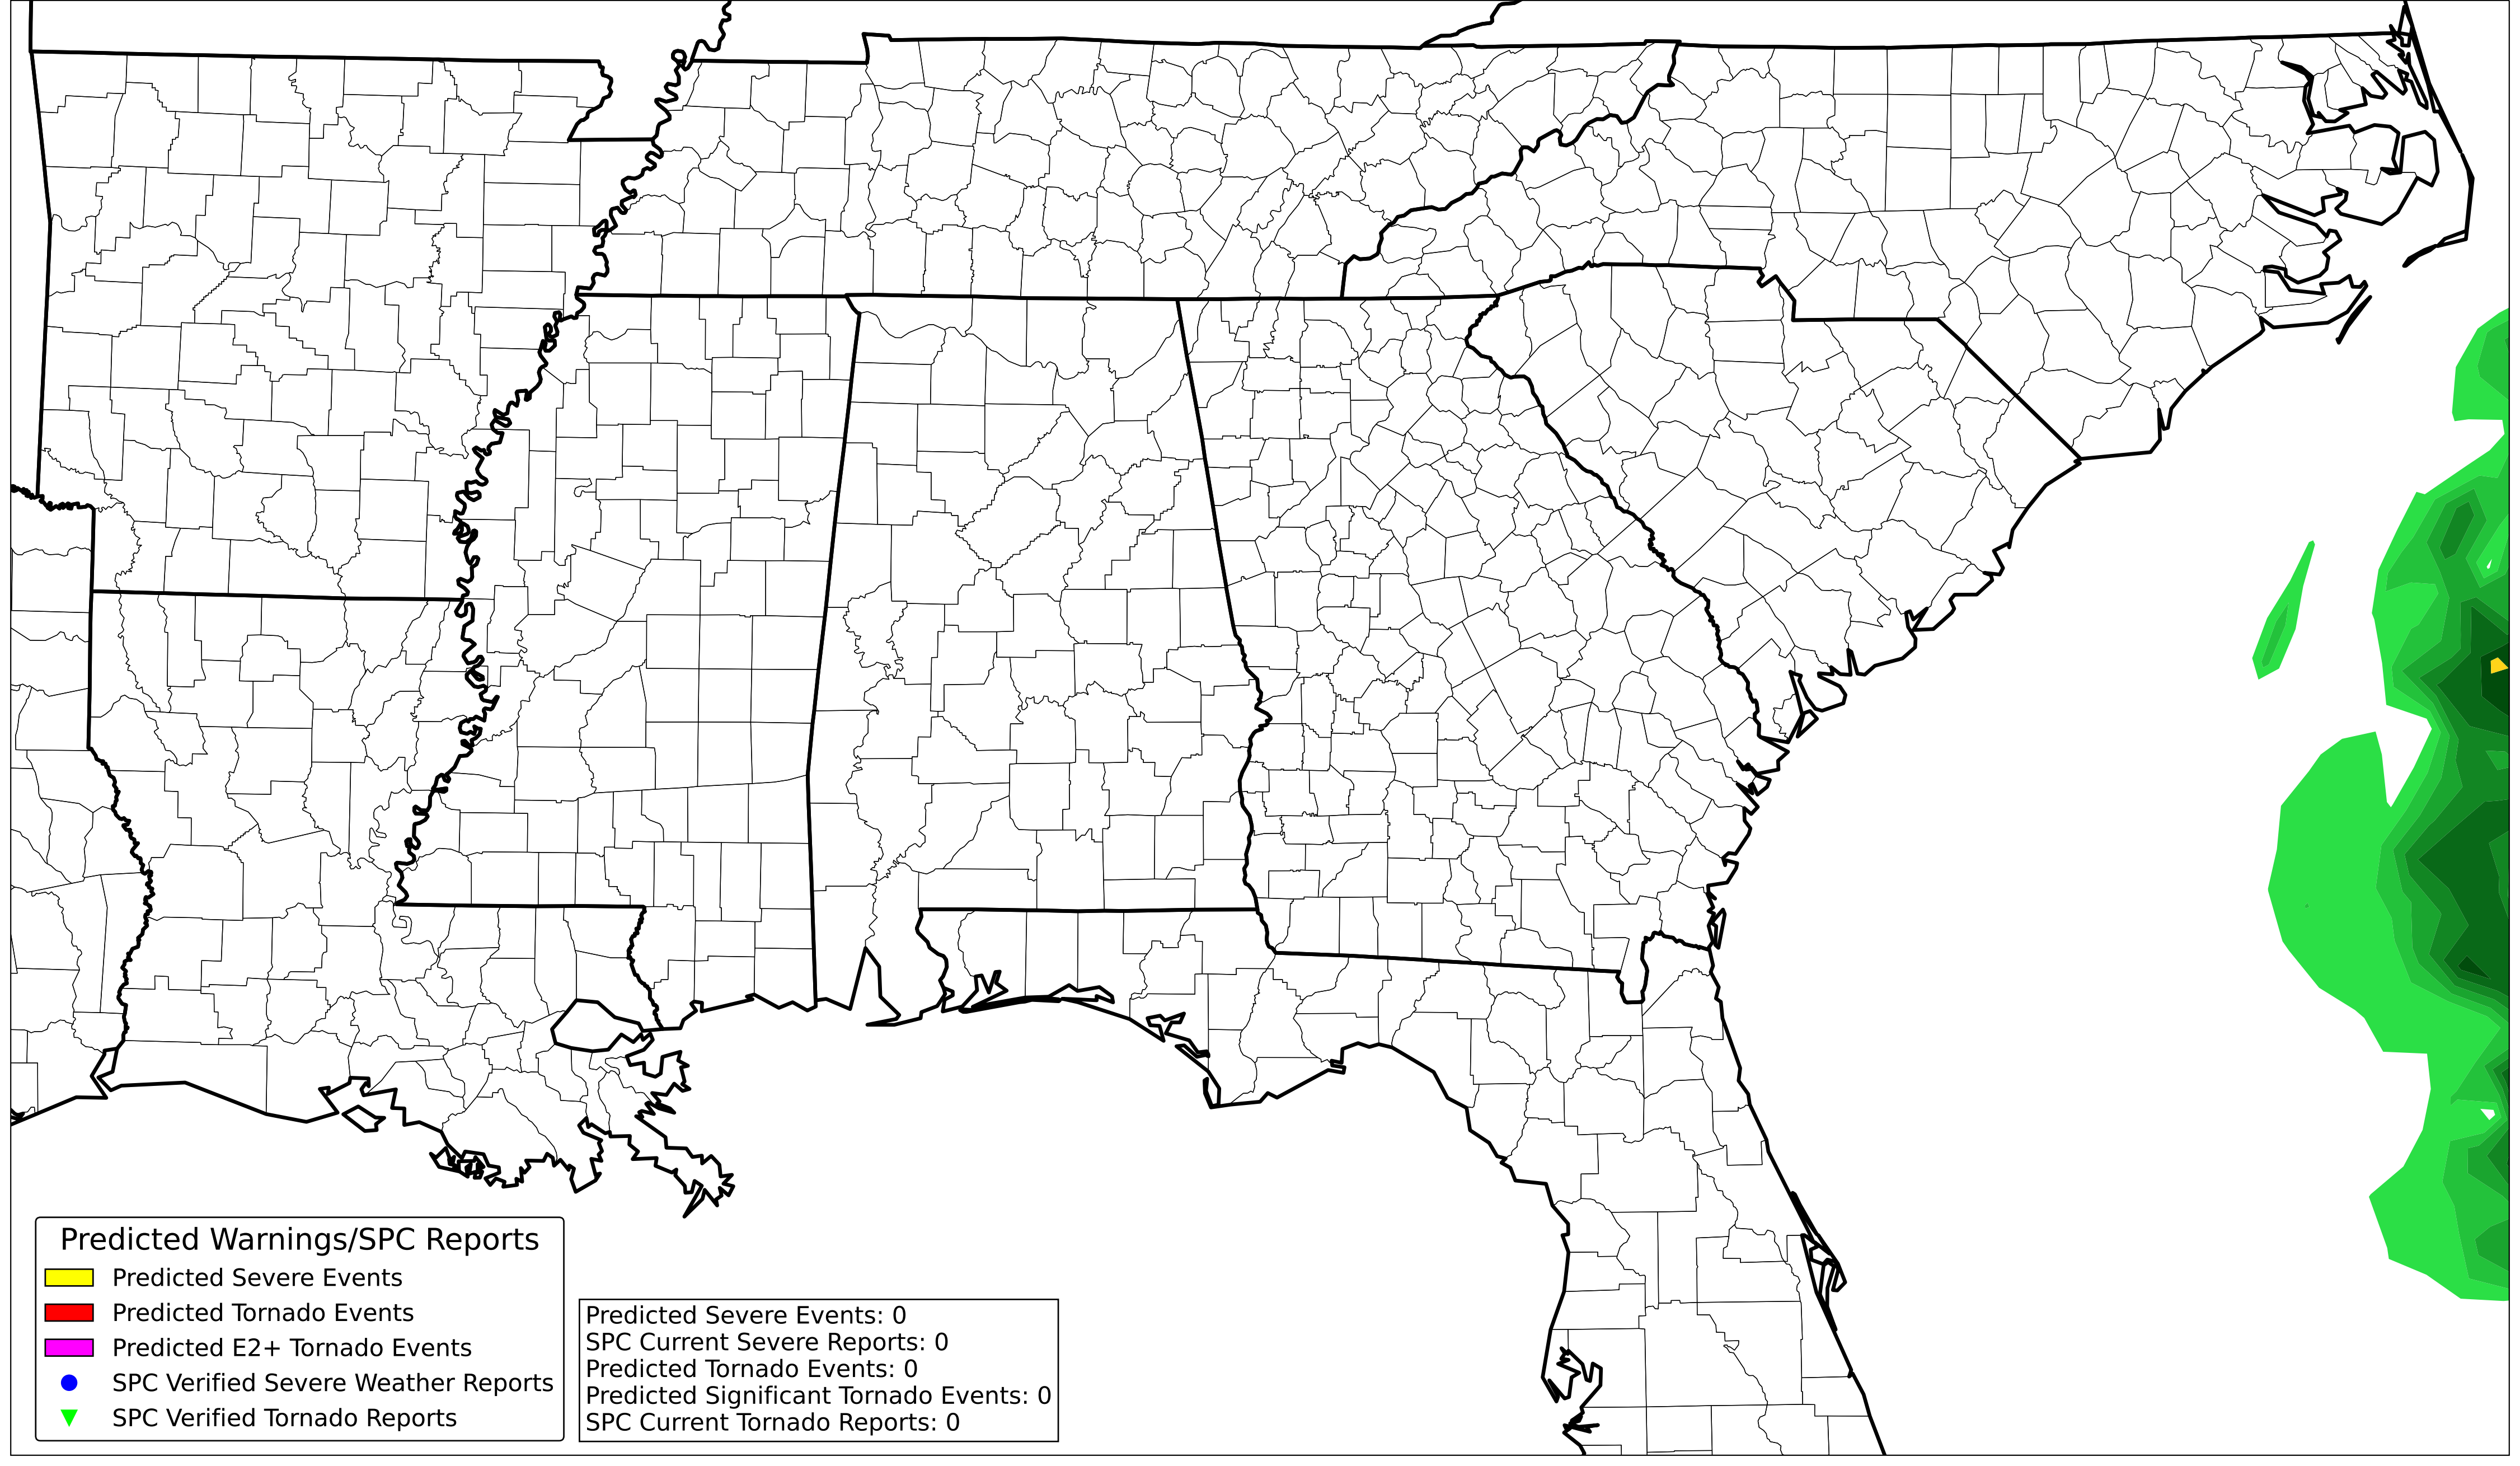 Predicted Warnings/SPC Reports
Predicted Severe Events
Predicted Tornado Events
Predicted E2+ Tornado Events
SPC Verified Severe Weather Reports
SPC Verified Tornado Reports
Predicted Severe Events: 0
SPC Current Severe Reports: 0
Predicted Tornado Events: 0
Predicted Significant Tornado Events: 0
SPC Current Tornado Reports: 0